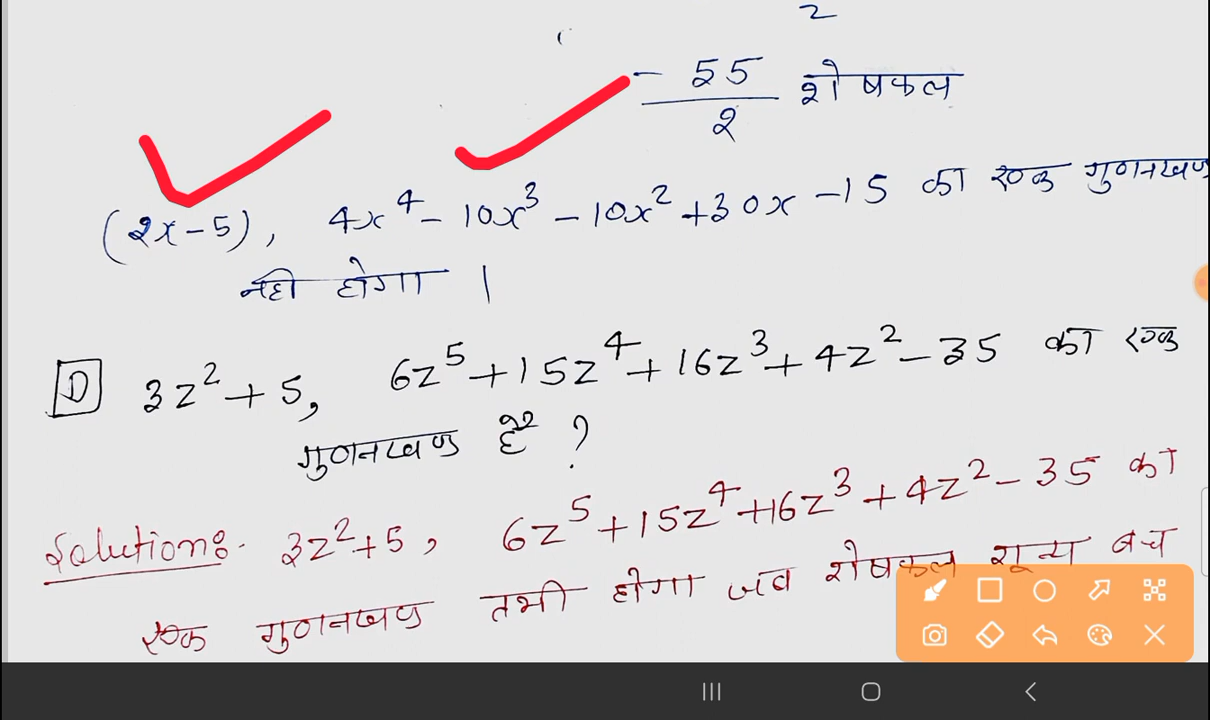 2
- 55/2 शेषफल
(2x-5), 4x⁴ - 10x³ - 10x² + 30x - 15 का एक गुणनखण्ड
नही होगा |
D 3z² + 5, 6z⁵ + 15z⁴ + 16z³ + 4z² - 35 का एक
गुणनखण्ड है ?
Solution:- 3z² + 5, 6z⁵ + 15z⁴ + 16z³ + 4z² - 35 का
एक गुणनखण्ड तभी होगा जब शेषफल शून्य बच